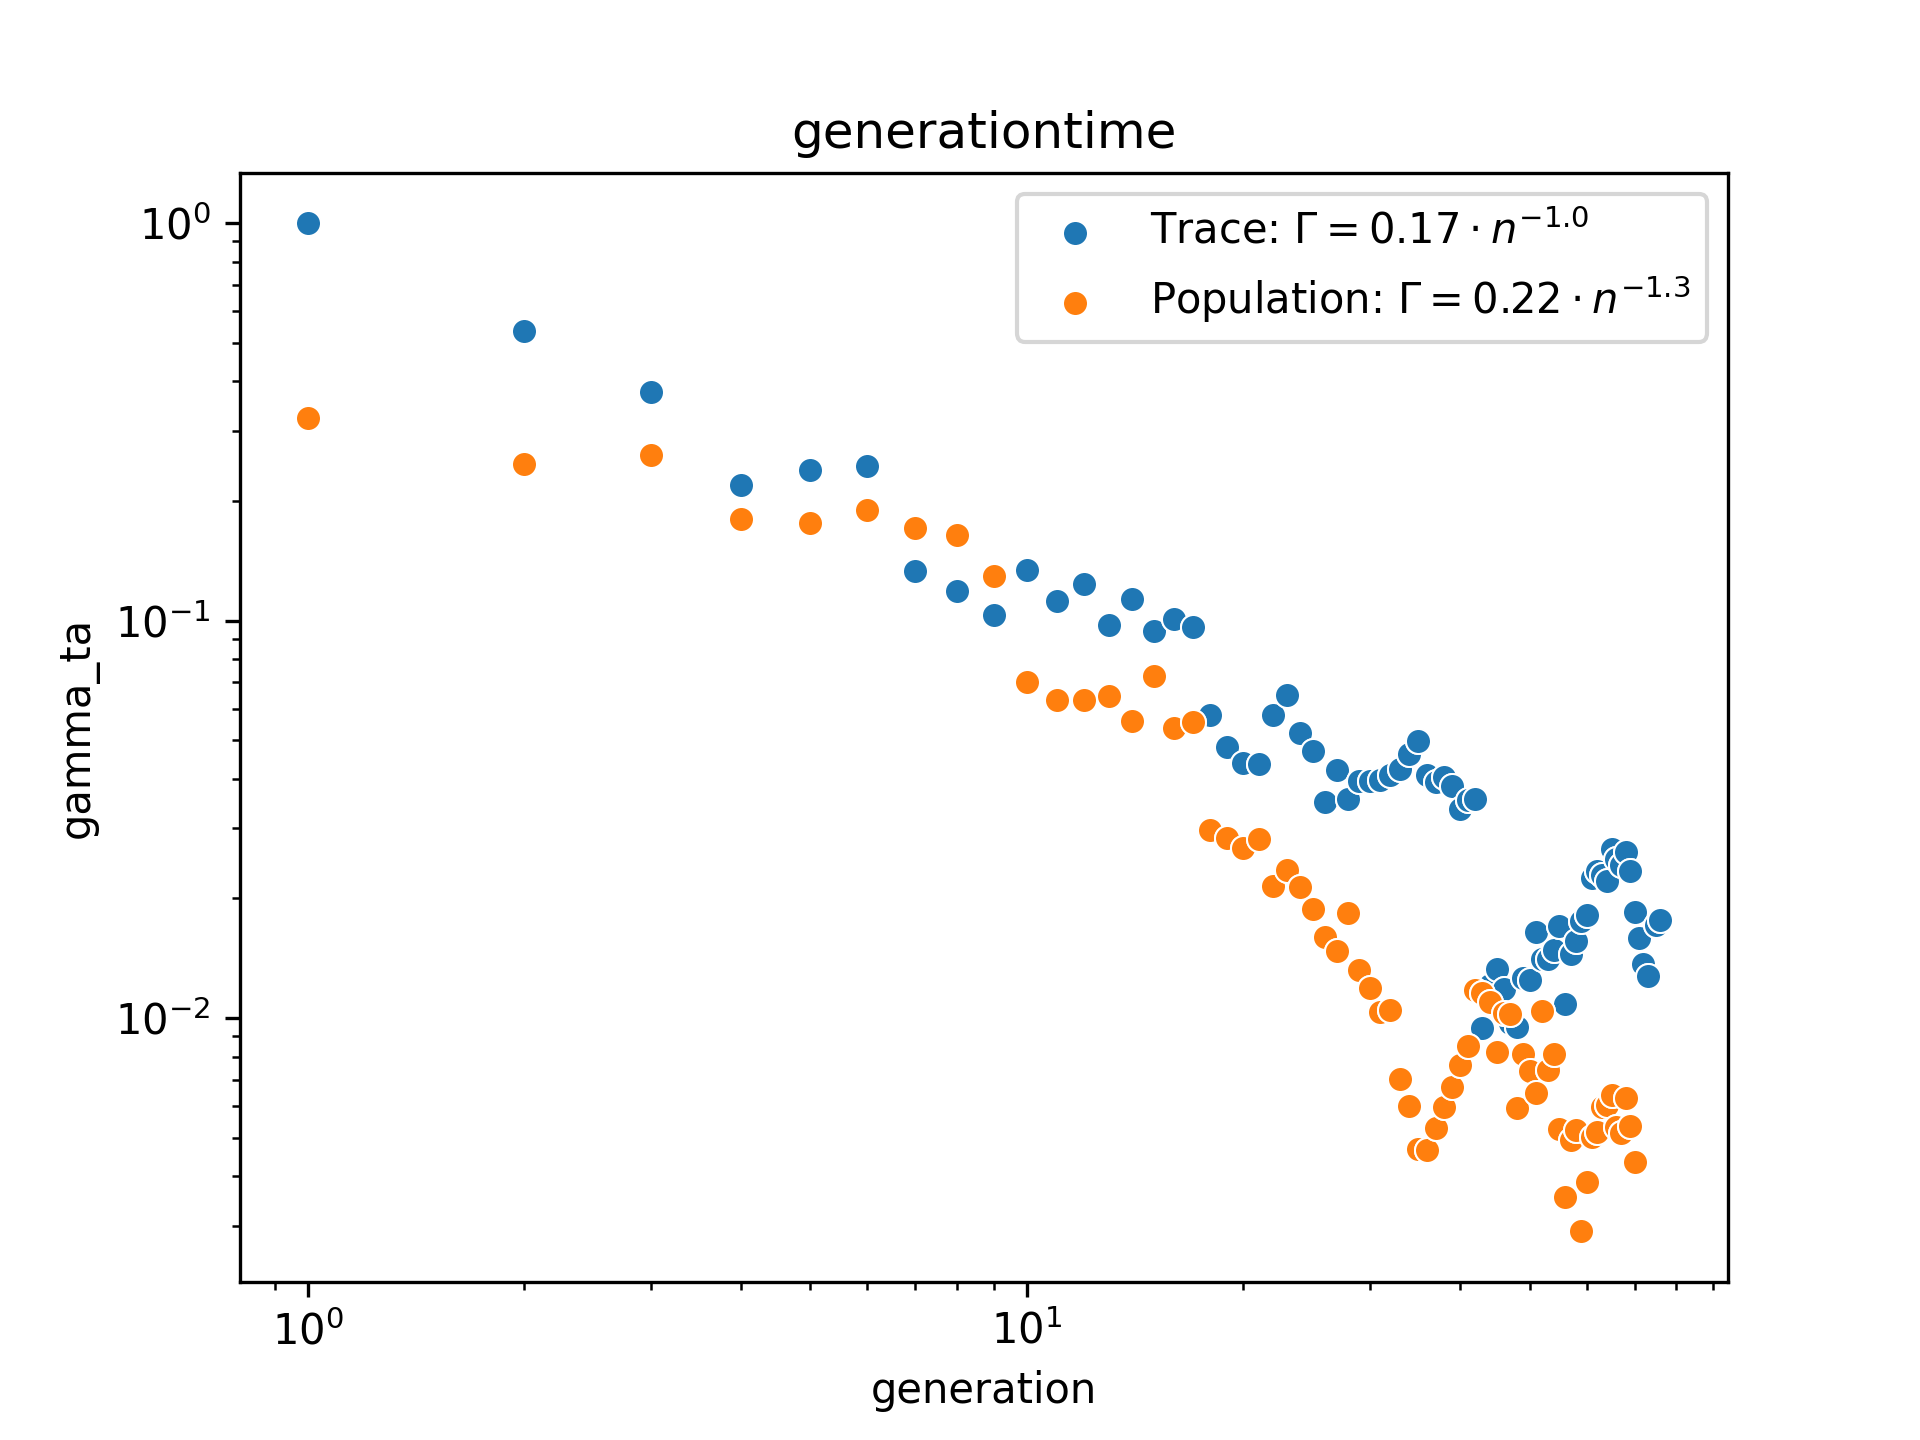 generationtime
Trace: Γ = 0.17 · n^−1.0
Population: Γ = 0.22 · n^−1.3
10^0
10^−1
10^−2
gamma_ta
10^0 10^1
generation